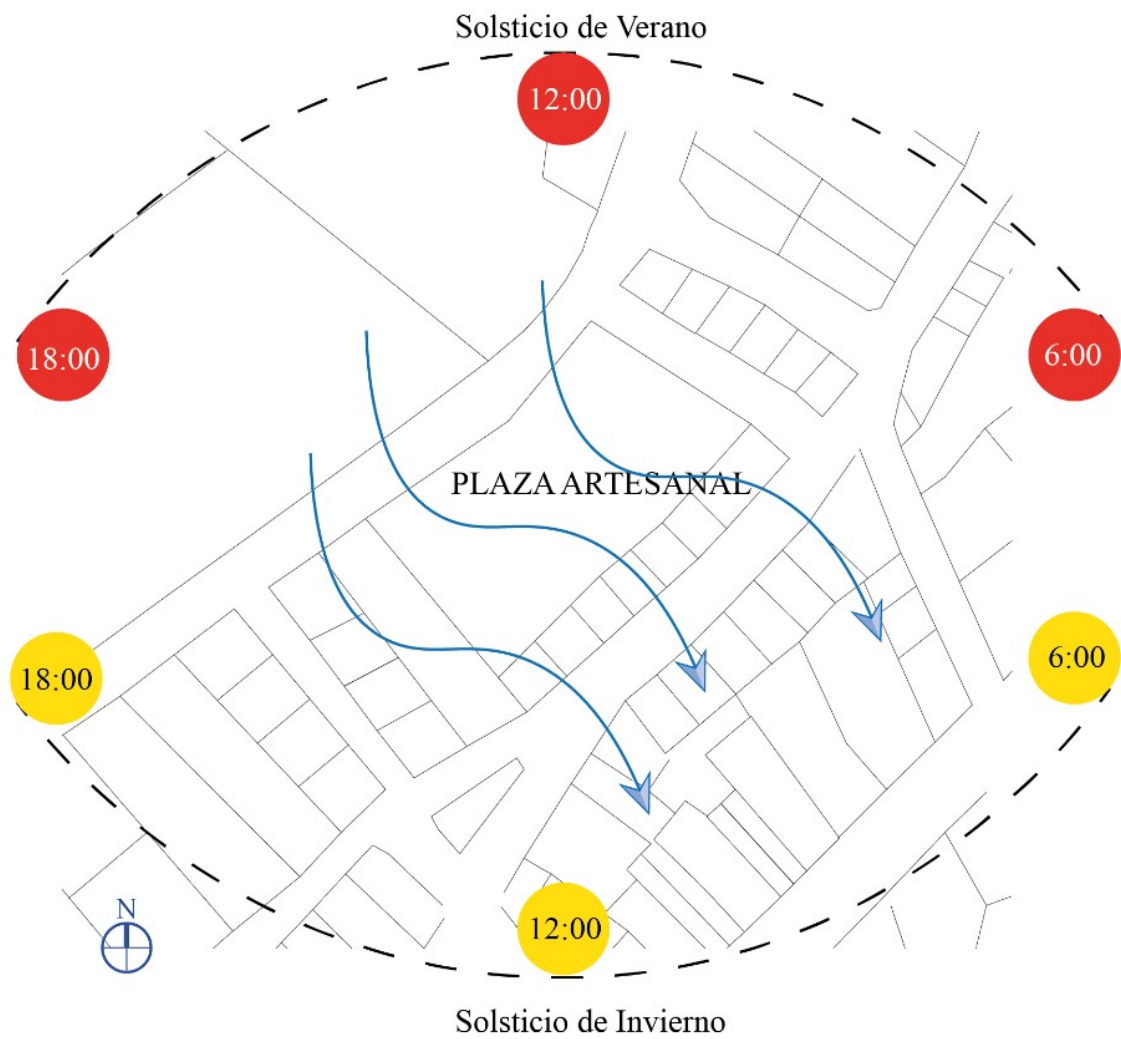 Solsticio de Verano
12:00
18:00
6:00
PLAZA ARTESANAL
18:00
6:00
N
12:00
Solsticio de Invierno